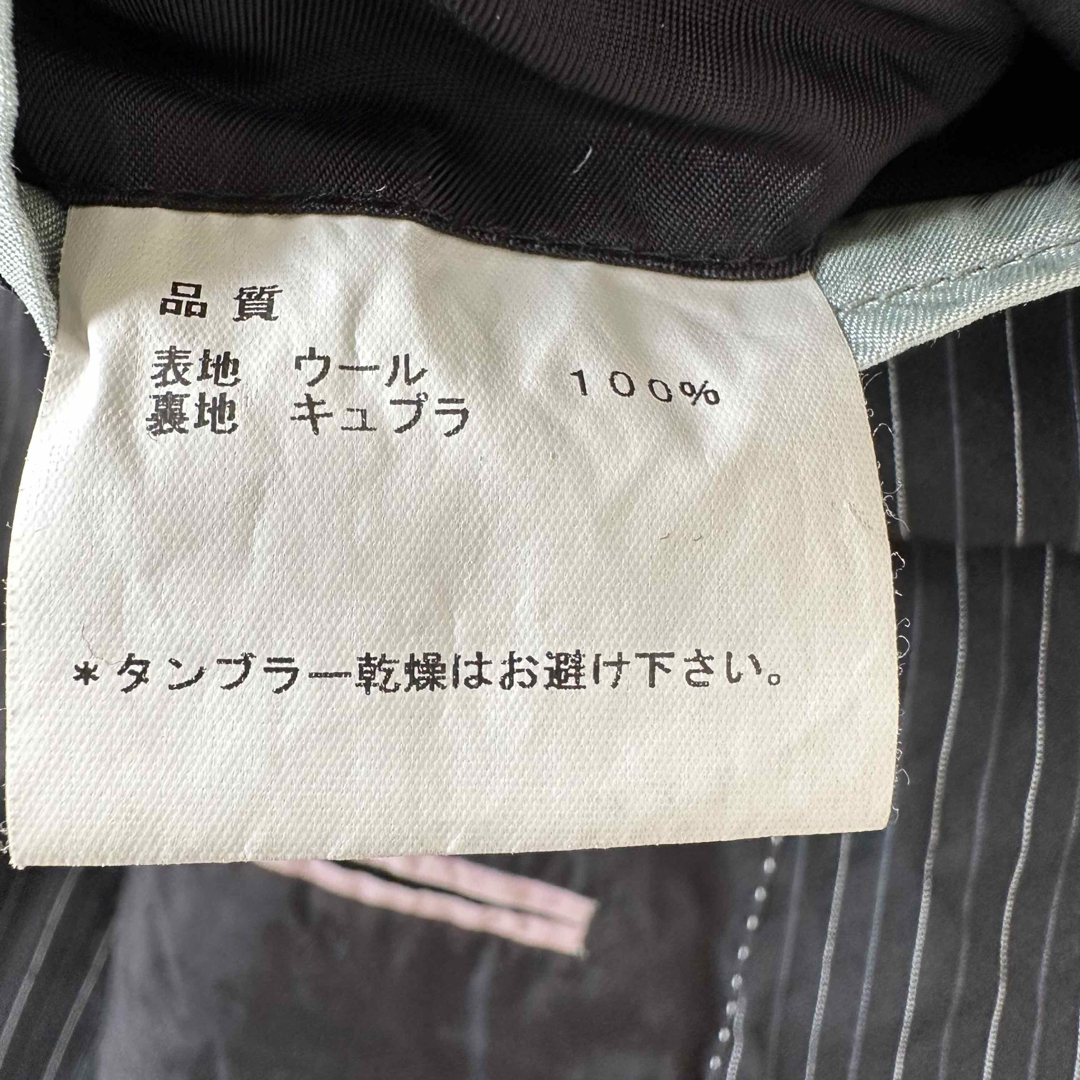 品質
表地 ウール 100%
裏地 キュプラ
*タンブラー乾燥はお避け下さい。